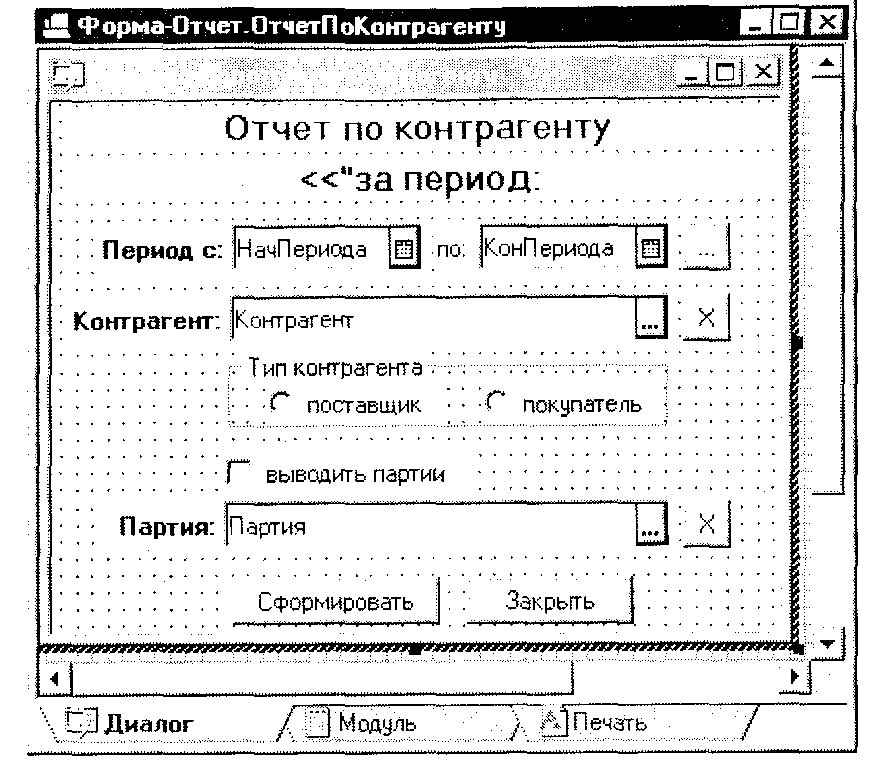 Форма-Отчет.ОтчетПоКонтрагенту
Отчет по контрагенту
<<"за период:
Период с: НачПериода по: КонПериода ...
Контрагент: Контрагент ... X
Тип контрагента
поставщик покупатель
выводить партии
Партия: Партия ... X
Сформировать Закрыть
Диалог Модуль Печать